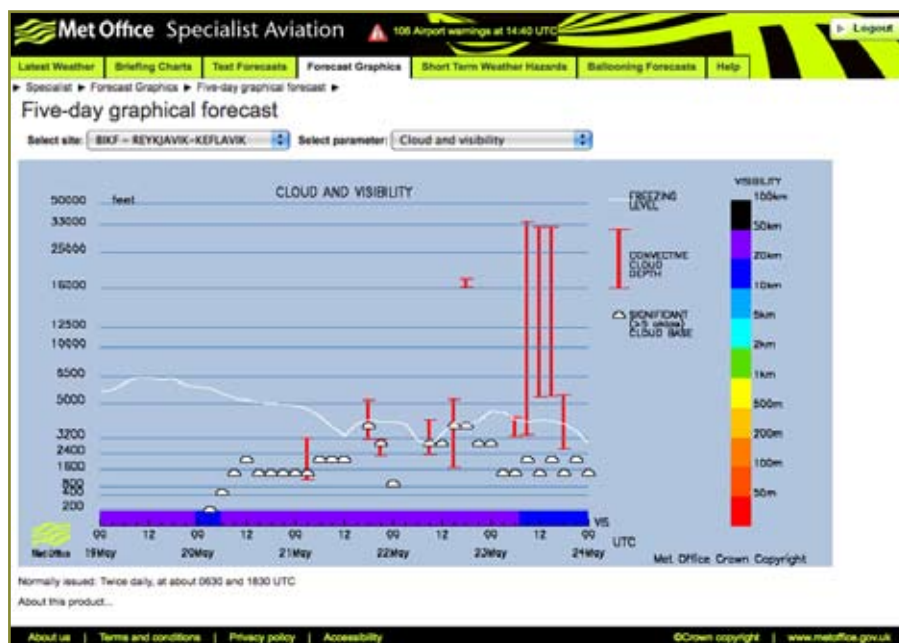 Met Office Specialist Aviation
106 Airport warnings at 14:40 UTC
Logout
Latest Weather Briefing Charts Text Forecasts Forecast Graphics Short Term Weather Hazards Ballooning Forecasts Help
Specialist Forecast Graphics Five-day graphical forecast
Five-day graphical forecast
Select site: BIKF - REYKJAVIK-KEFLAVIK Select parameter: Cloud and visibility
CLOUD AND VISIBILITY
feet
50000
33000
25000
16000
12500
10000
6500
5000
3200
2400
1600
800
400
200
FREEZING
LEVEL
CONVECTIVE
CLOUD
DEPTH
SIGNIFICANT
CLOUD BASE
VISIBILITY
100km
50km
20km
10km
5km
2km
1km
500m
200m
100m
50m
VIS
00 12 00 12 00 12 00 12 00 12 00
UTC
19May 20May 21May 22May 23May 24May
Met Office
Met Office Crown Copyright
Normally issued: Twice daily, at about 0630 and 1830 UTC
About this product...
About us | Terms and conditions | Privacy policy | Accessibility
©Crown copyright | www.metoffice.gov.uk